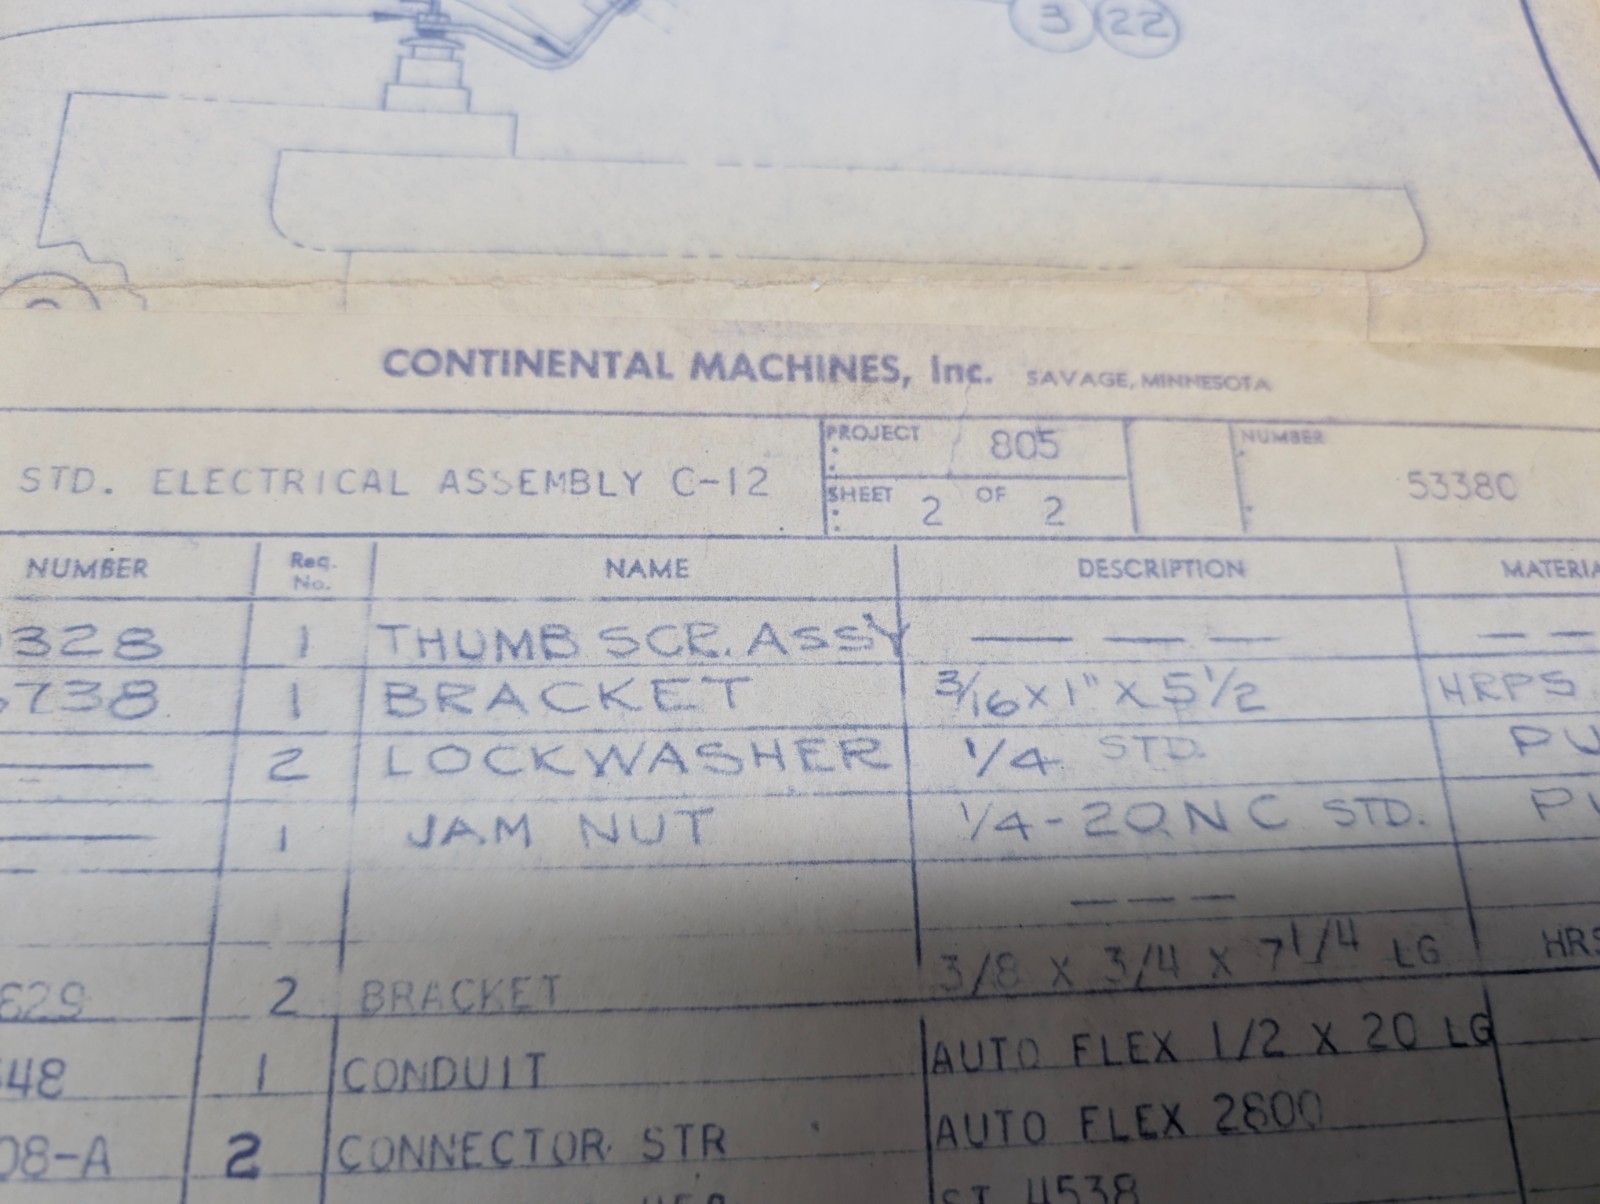 3 22
CONTINENTAL MACHINES, Inc. SAVAGE, MINNESOTA
STD. ELECTRICAL ASSEMBLY C-12
PROJECT 805
SHEET 2 OF 2
NUMBER
53380
NUMBER Req. No. NAME DESCRIPTION
328 1 THUMB SCR. ASSY — — —
738 1 BRACKET 3/16 X 1" X 5 1/2 HRPS
— 2 LOCKWASHER 1/4 STD.
— 1 JAM NUT 1/4-20 NC STD.
— — —
629 2 BRACKET 3/8 X 3/4 X 7 1/4 LG
48 1 CONDUIT AUTO FLEX 1/2 X 20 LG
08-A 2 CONNECTOR STR AUTO FLEX 2800
ST 4538